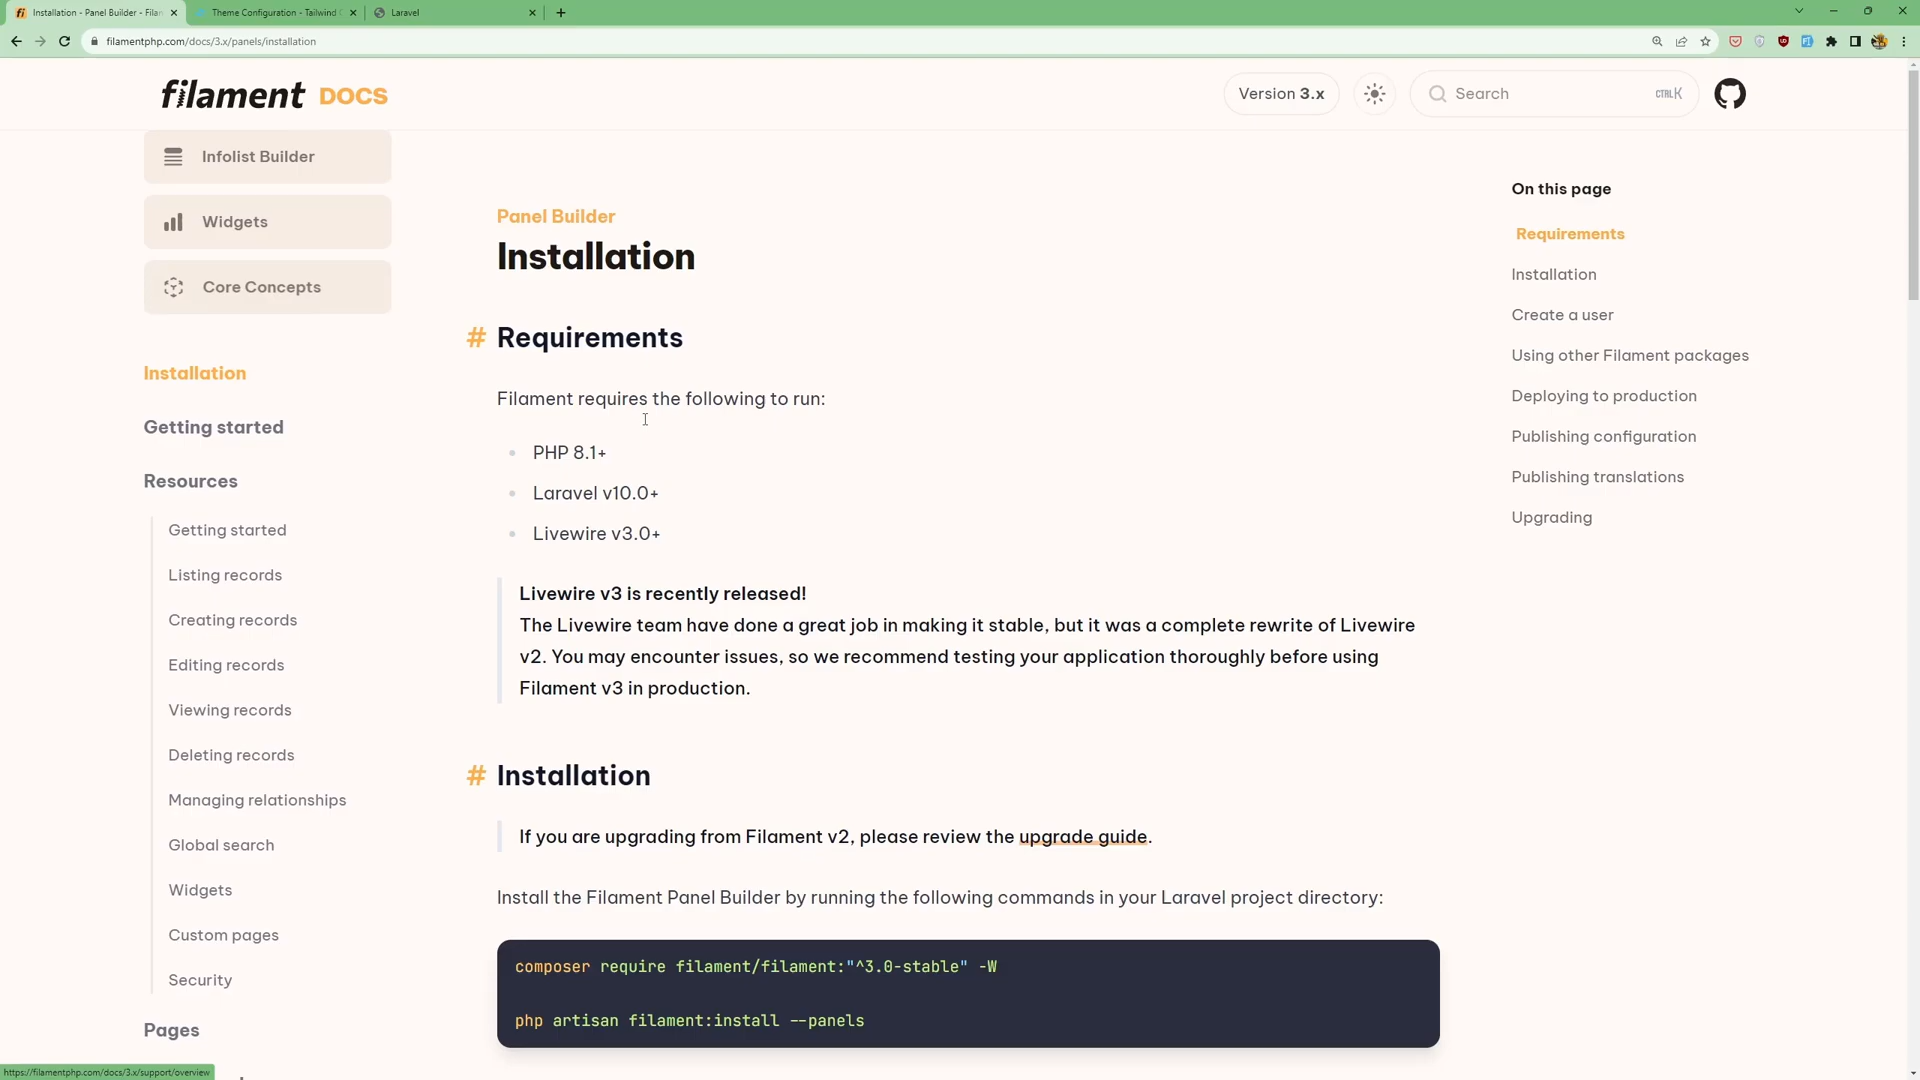 Installation - Panel Builder - Filam
Theme Configuration - Tailwind C
Laravel
filamentphp.com/docs/3.x/panels/installation
filament DOCS
Version 3.x
Search
CTRL K
Infolist Builder
Widgets
Core Concepts
Installation
Getting started
Resources
Getting started
Listing records
Creating records
Editing records
Viewing records
Deleting records
Managing relationships
Global search
Widgets
Custom pages
Security
Pages
Panel Builder
Installation
# Requirements
Filament requires the following to run:
PHP 8.1+
Laravel v10.0+
Livewire v3.0+
Livewire v3 is recently released!
The Livewire team have done a great job in making it stable, but it was a complete rewrite of Livewire
v2. You may encounter issues, so we recommend testing your application thoroughly before using
Filament v3 in production.
# Installation
If you are upgrading from Filament v2, please review the upgrade guide.
Install the Filament Panel Builder by running the following commands in your Laravel project directory:
composer require filament/filament:"^3.0-stable" -W
php artisan filament:install --panels
On this page
Requirements
Installation
Create a user
Using other Filament packages
Deploying to production
Publishing configuration
Publishing translations
Upgrading
https://filamentphp.com/docs/3.x/support/overview